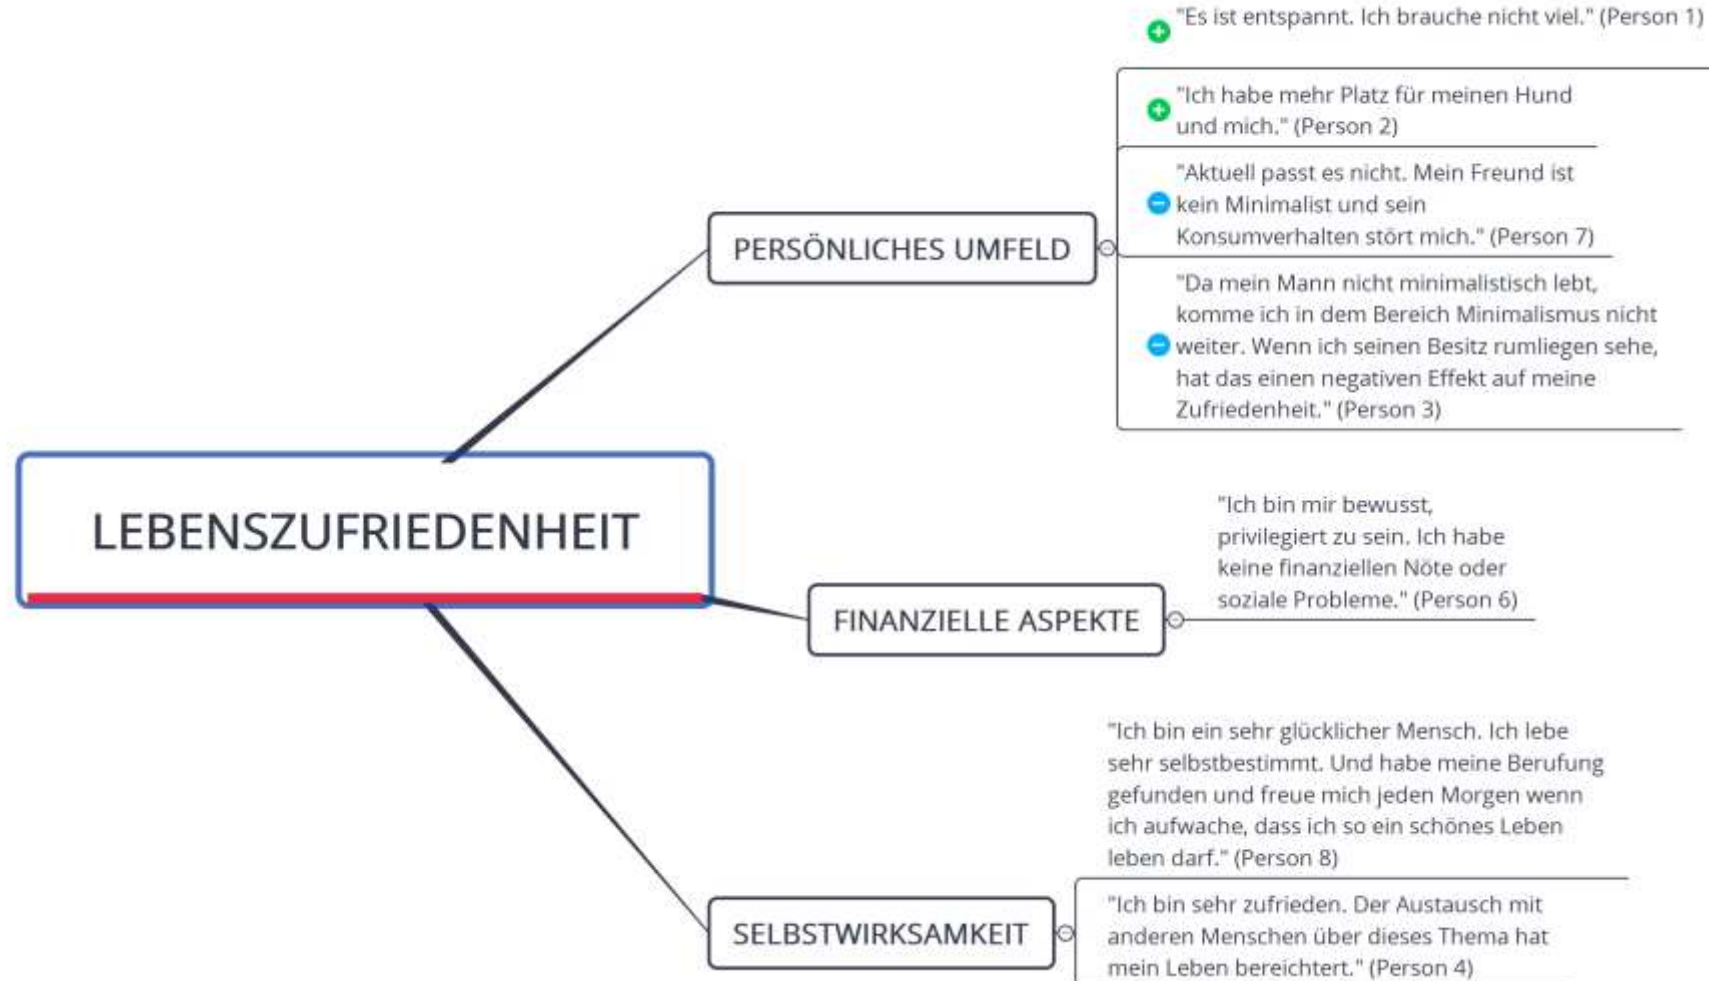 "Es ist entspannt. Ich brauche nicht viel." (Person 1)
"Ich habe mehr Platz für meinen Hund
und mich." (Person 2)
"Aktuell passt es nicht. Mein Freund ist
kein Minimalist und sein
Konsumverhalten stört mich." (Person 7)
PERSÖNLICHES UMFELD
"Da mein Mann nicht minimalistisch lebt,
komme ich in dem Bereich Minimalismus nicht
weiter. Wenn ich seinen Besitz rumliegen sehe,
hat das einen negativen Effekt auf meine
Zufriedenheit." (Person 3)
LEBENSZUFRIEDENHEIT
"Ich bin mir bewusst,
privilegiert zu sein. Ich habe
keine finanziellen Nöte oder
soziale Probleme." (Person 6)
FINANZIELLE ASPEKTE
"Ich bin ein sehr glücklicher Mensch. Ich lebe
sehr selbstbestimmt. Und habe meine Berufung
gefunden und freue mich jeden Morgen wenn
ich aufwache, dass ich so ein schönes Leben
leben darf." (Person 8)
SELBSTWIRKSAMKEIT
"Ich bin sehr zufrieden. Der Austausch mit
anderen Menschen über dieses Thema hat
mein Leben bereichtert." (Person 4)